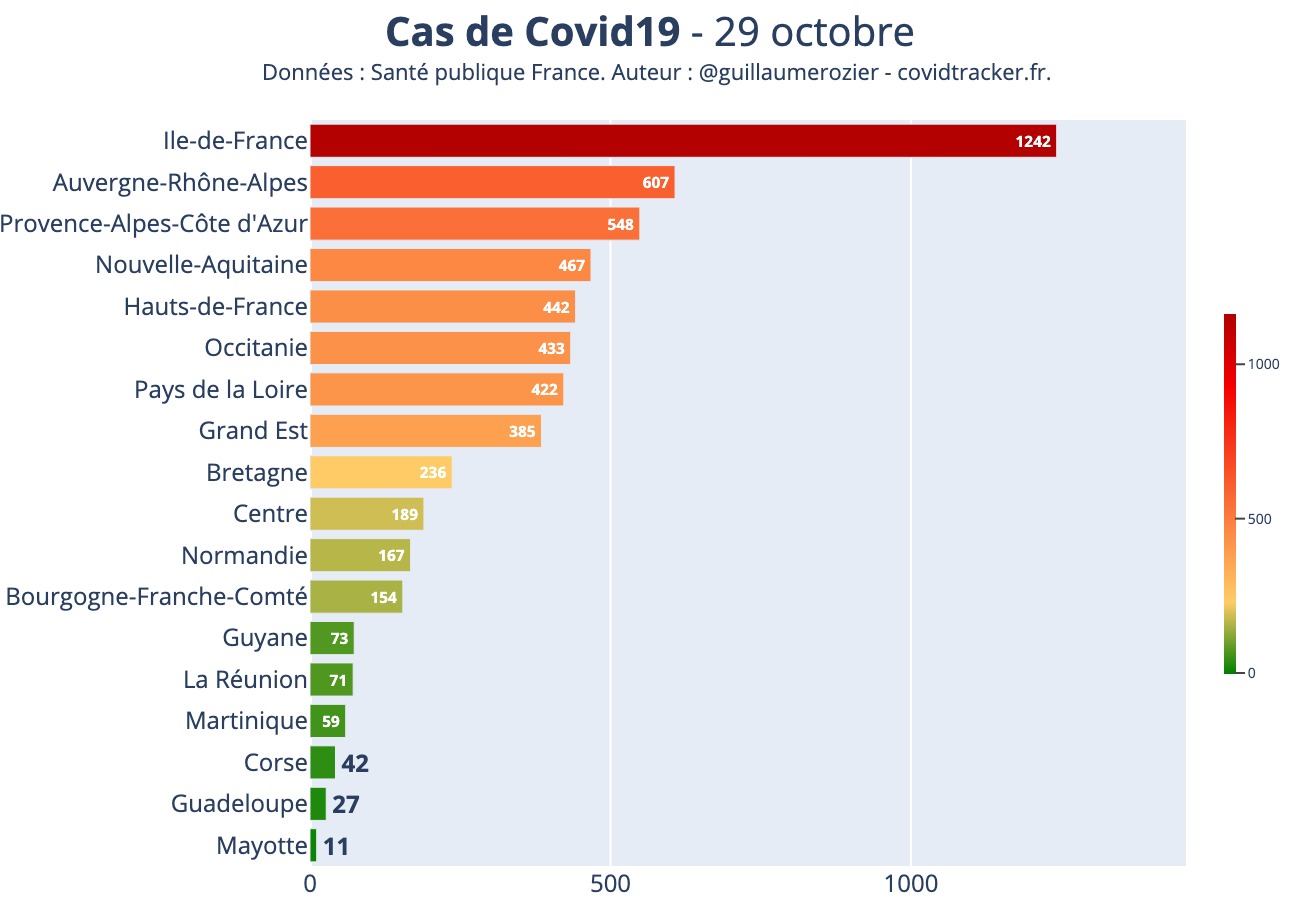 Cas de Covid19 - 29 octobre
Données : Santé publique France. Auteur : @guillaumerozier - covidtracker.fr.
Ile-de-France 1242
Auvergne-Rhône-Alpes 607
Provence-Alpes-Côte d'Azur 548
Nouvelle-Aquitaine 467
Hauts-de-France 442
Occitanie 433
Pays de la Loire 422
Grand Est 385
Bretagne 236
Centre 189
Normandie 167
Bourgogne-Franche-Comté 154
Guyane 73
La Réunion 71
Martinique 59
Corse 42
Guadeloupe 27
Mayotte 11
0 500 1000
1000
500
0